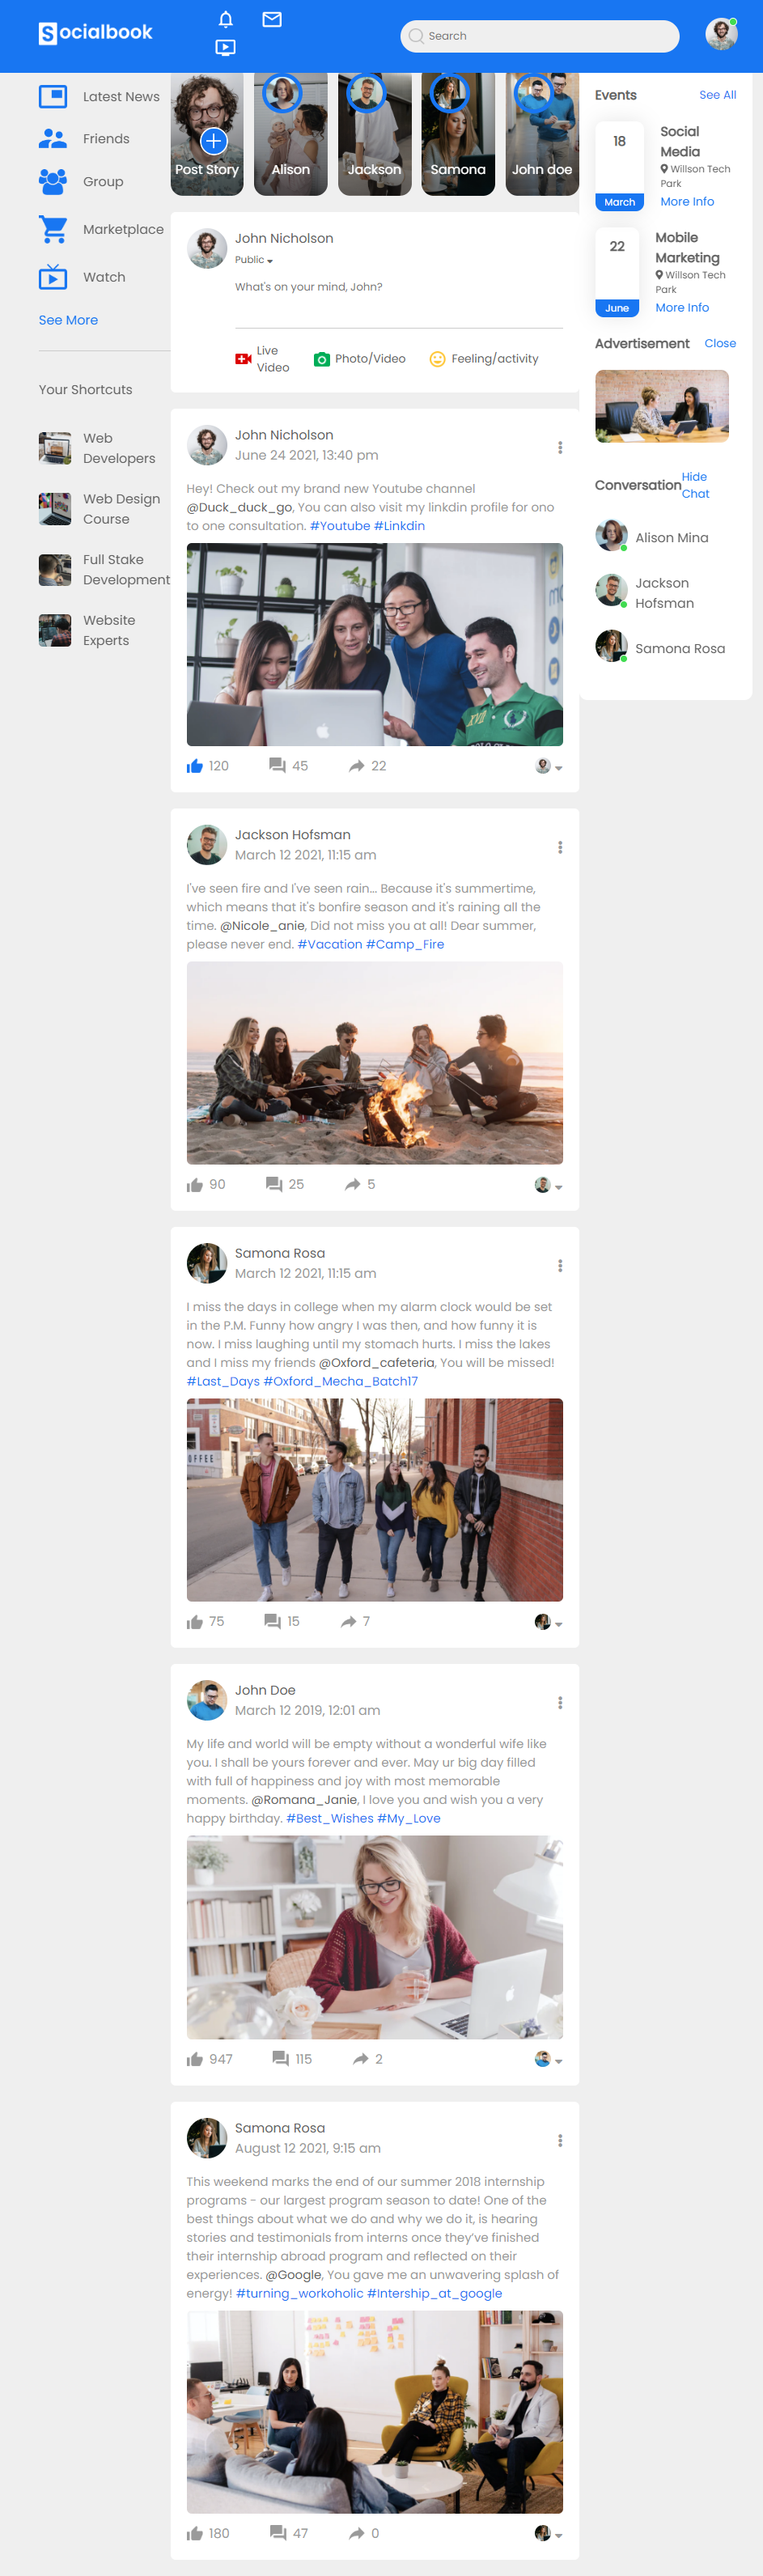 Socialbook
Search
Latest News
Friends
Group
Marketplace
Watch
See More
Your Shortcuts
Web
Developers
Web Design
Course
Full Stake
Development
Website
Experts
Post Story
Alison
Jackson
Samona
John doe
John Nicholson
Public
What's on your mind, John?
Live
Video
Photo/Video
Feeling/activity
John Nicholson
June 24 2021, 13:40 pm
Hey! Check out my brand new Youtube channel
@Duck_duck_go, You can also visit my linkdin profile for ono
to one consultation. #Youtube #Linkdin
120
45
22
Jackson Hofsman
March 12 2021, 11:15 am
I've seen fire and I've seen rain... Because it's summertime,
which means that it's bonfire season and it's raining all the
time. @Nicole_anie, Did not miss you at all! Dear summer,
please never end. #Vacation #Camp_Fire
90
25
5
Samona Rosa
March 12 2021, 11:15 am
I miss the days in college when my alarm clock would be set
in the P.M. Funny how angry I was then, and how funny it is
now. I miss laughing until my stomach hurts. I miss the lakes
and I miss my friends @Oxford_cafeteria, You will be missed!
#Last_Days #Oxford_Mecha_Batch17
OFFEE
75
15
7
John Doe
March 12 2019, 12:01 am
My life and world will be empty without a wonderful wife like
you. I shall be yours forever and ever. May ur big day filled
with full of happiness and joy with most memorable
moments. @Romana_Janie, I love you and wish you a very
happy birthday. #Best_Wishes #My_Love
947
115
2
Samona Rosa
August 12 2021, 9:15 am
This weekend marks the end of our summer 2018 internship
programs - our largest program season to date! One of the
best things about what we do and why we do it, is hearing
stories and testimonials from interns once they've finished
their internship abroad program and reflected on their
experiences. @Google, You gave me an unwavering splash of
energy! #turning_workoholic #Intership_at_google
180
47
0
Events
See All
18
March
Social
Media
Willson Tech
Park
More Info
22
June
Mobile
Marketing
Willson Tech
Park
More Info
Advertisement
Close
Conversation
Hide
Chat
Alison Mina
Jackson
Hofsman
Samona Rosa